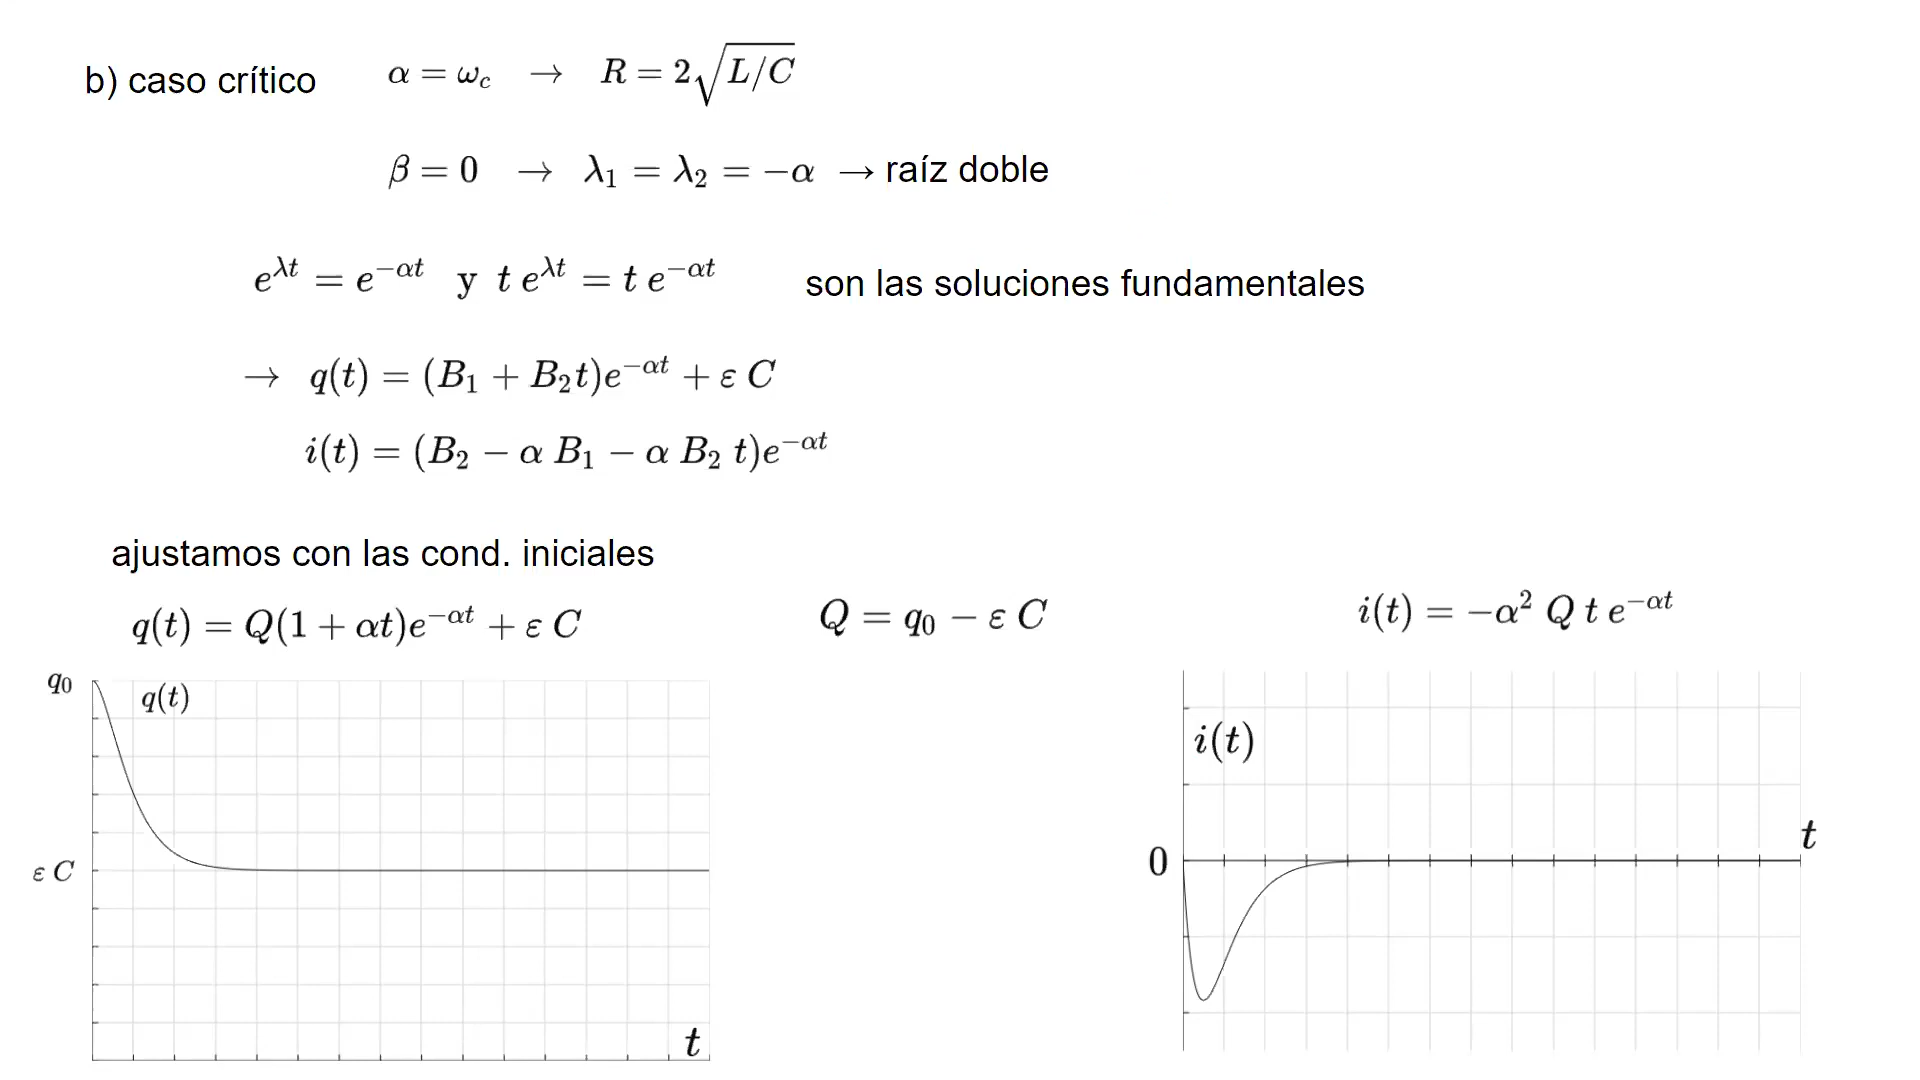 b) caso crítico α = ω_c → R = 2√(L/C)
β = 0 → λ₁ = λ₂ = −α → raíz doble
e^{λt} = e^{−αt} y t e^{λt} = t e^{−αt} son las soluciones fundamentales
→ q(t) = (B₁ + B₂t)e^{−αt} + ε C
i(t) = (B₂ − α B₁ − α B₂ t)e^{−αt}
ajustamos con las cond. iniciales
q(t) = Q(1 + αt)e^{−αt} + ε C
Q = q₀ − ε C
i(t) = −α² Q t e^{−αt}
q₀
q(t)
ε C
t
i(t)
0
t